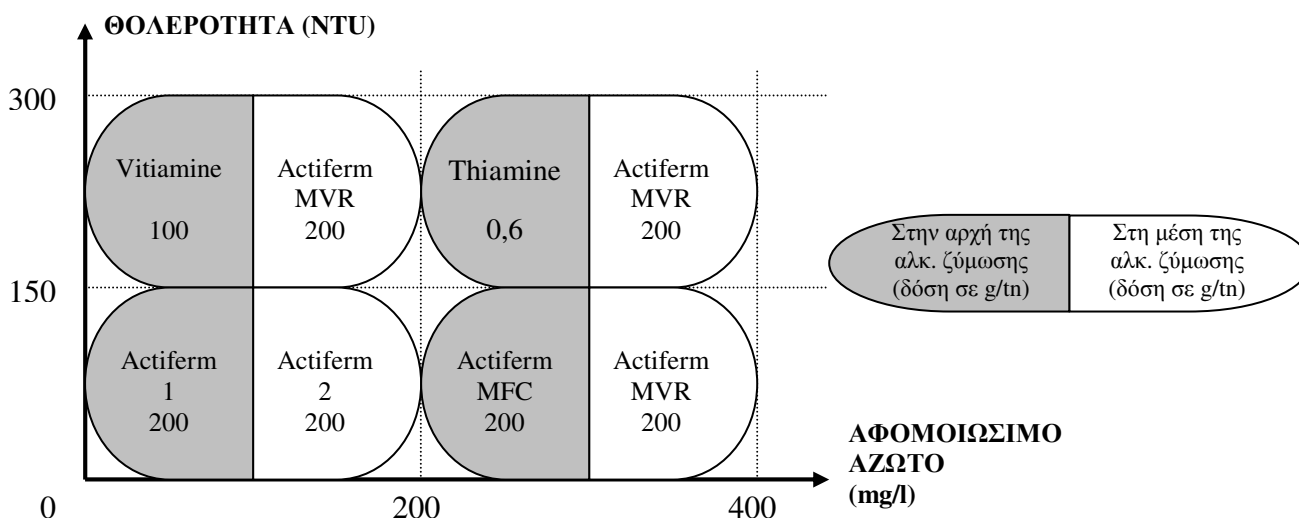 ΘΟΛΕΡΟΤΗΤΑ (NTU)
300
Vitiamine
100
Actiferm
MVR
200
Thiamine
0,6
Actiferm
MVR
200
Στην αρχή της
αλκ. ζύμωσης
(δόση σε g/tn)
Στη μέση της
αλκ. ζύμωσης
(δόση σε g/tn)
150
Actiferm
1
200
Actiferm
2
200
Actiferm
MFC
200
Actiferm
MVR
200
ΑΦΟΜΟΙΩΣΙΜΟ
ΑΖΩΤΟ
(mg/l)
0
200
400